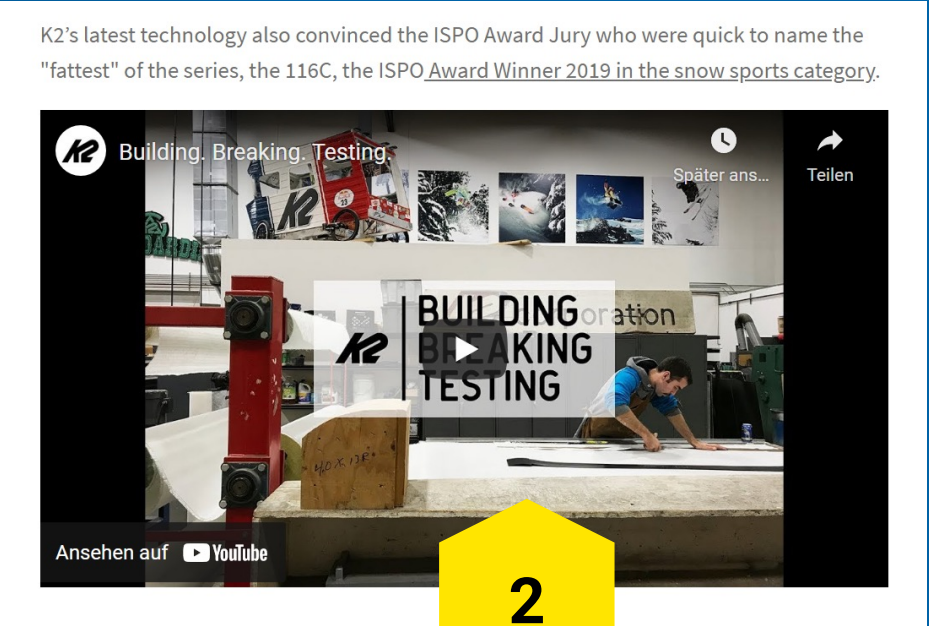 K2's latest technology also convinced the ISPO Award Jury who were quick to name the
"fattest" of the series, the 116C, the ISPO Award Winner 2019 in the snow sports category.
K2 Building. Breaking. Testing.
Später ans...
Teilen
K2
23
BUILDING
K2 BREAKING
TESTING
oration
Ansehen auf YouTube
2